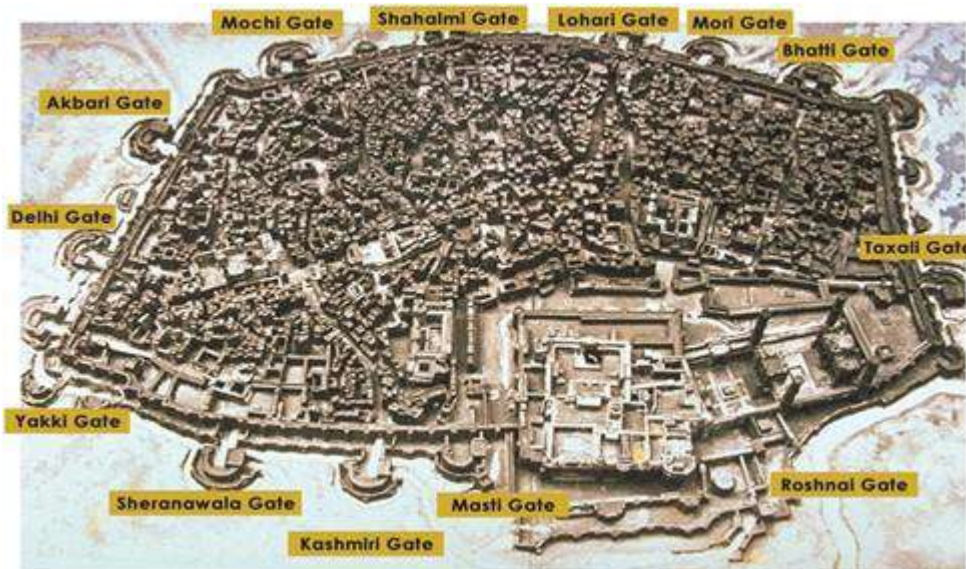 Mochi Gate
Shahalmi Gate
Lohari Gate
Mori Gate
Bhatti Gate
Akbari Gate
Delhi Gate
Taxali Gate
Yakki Gate
Sheranawala Gate
Masti Gate
Roshnai Gate
Kashmiri Gate